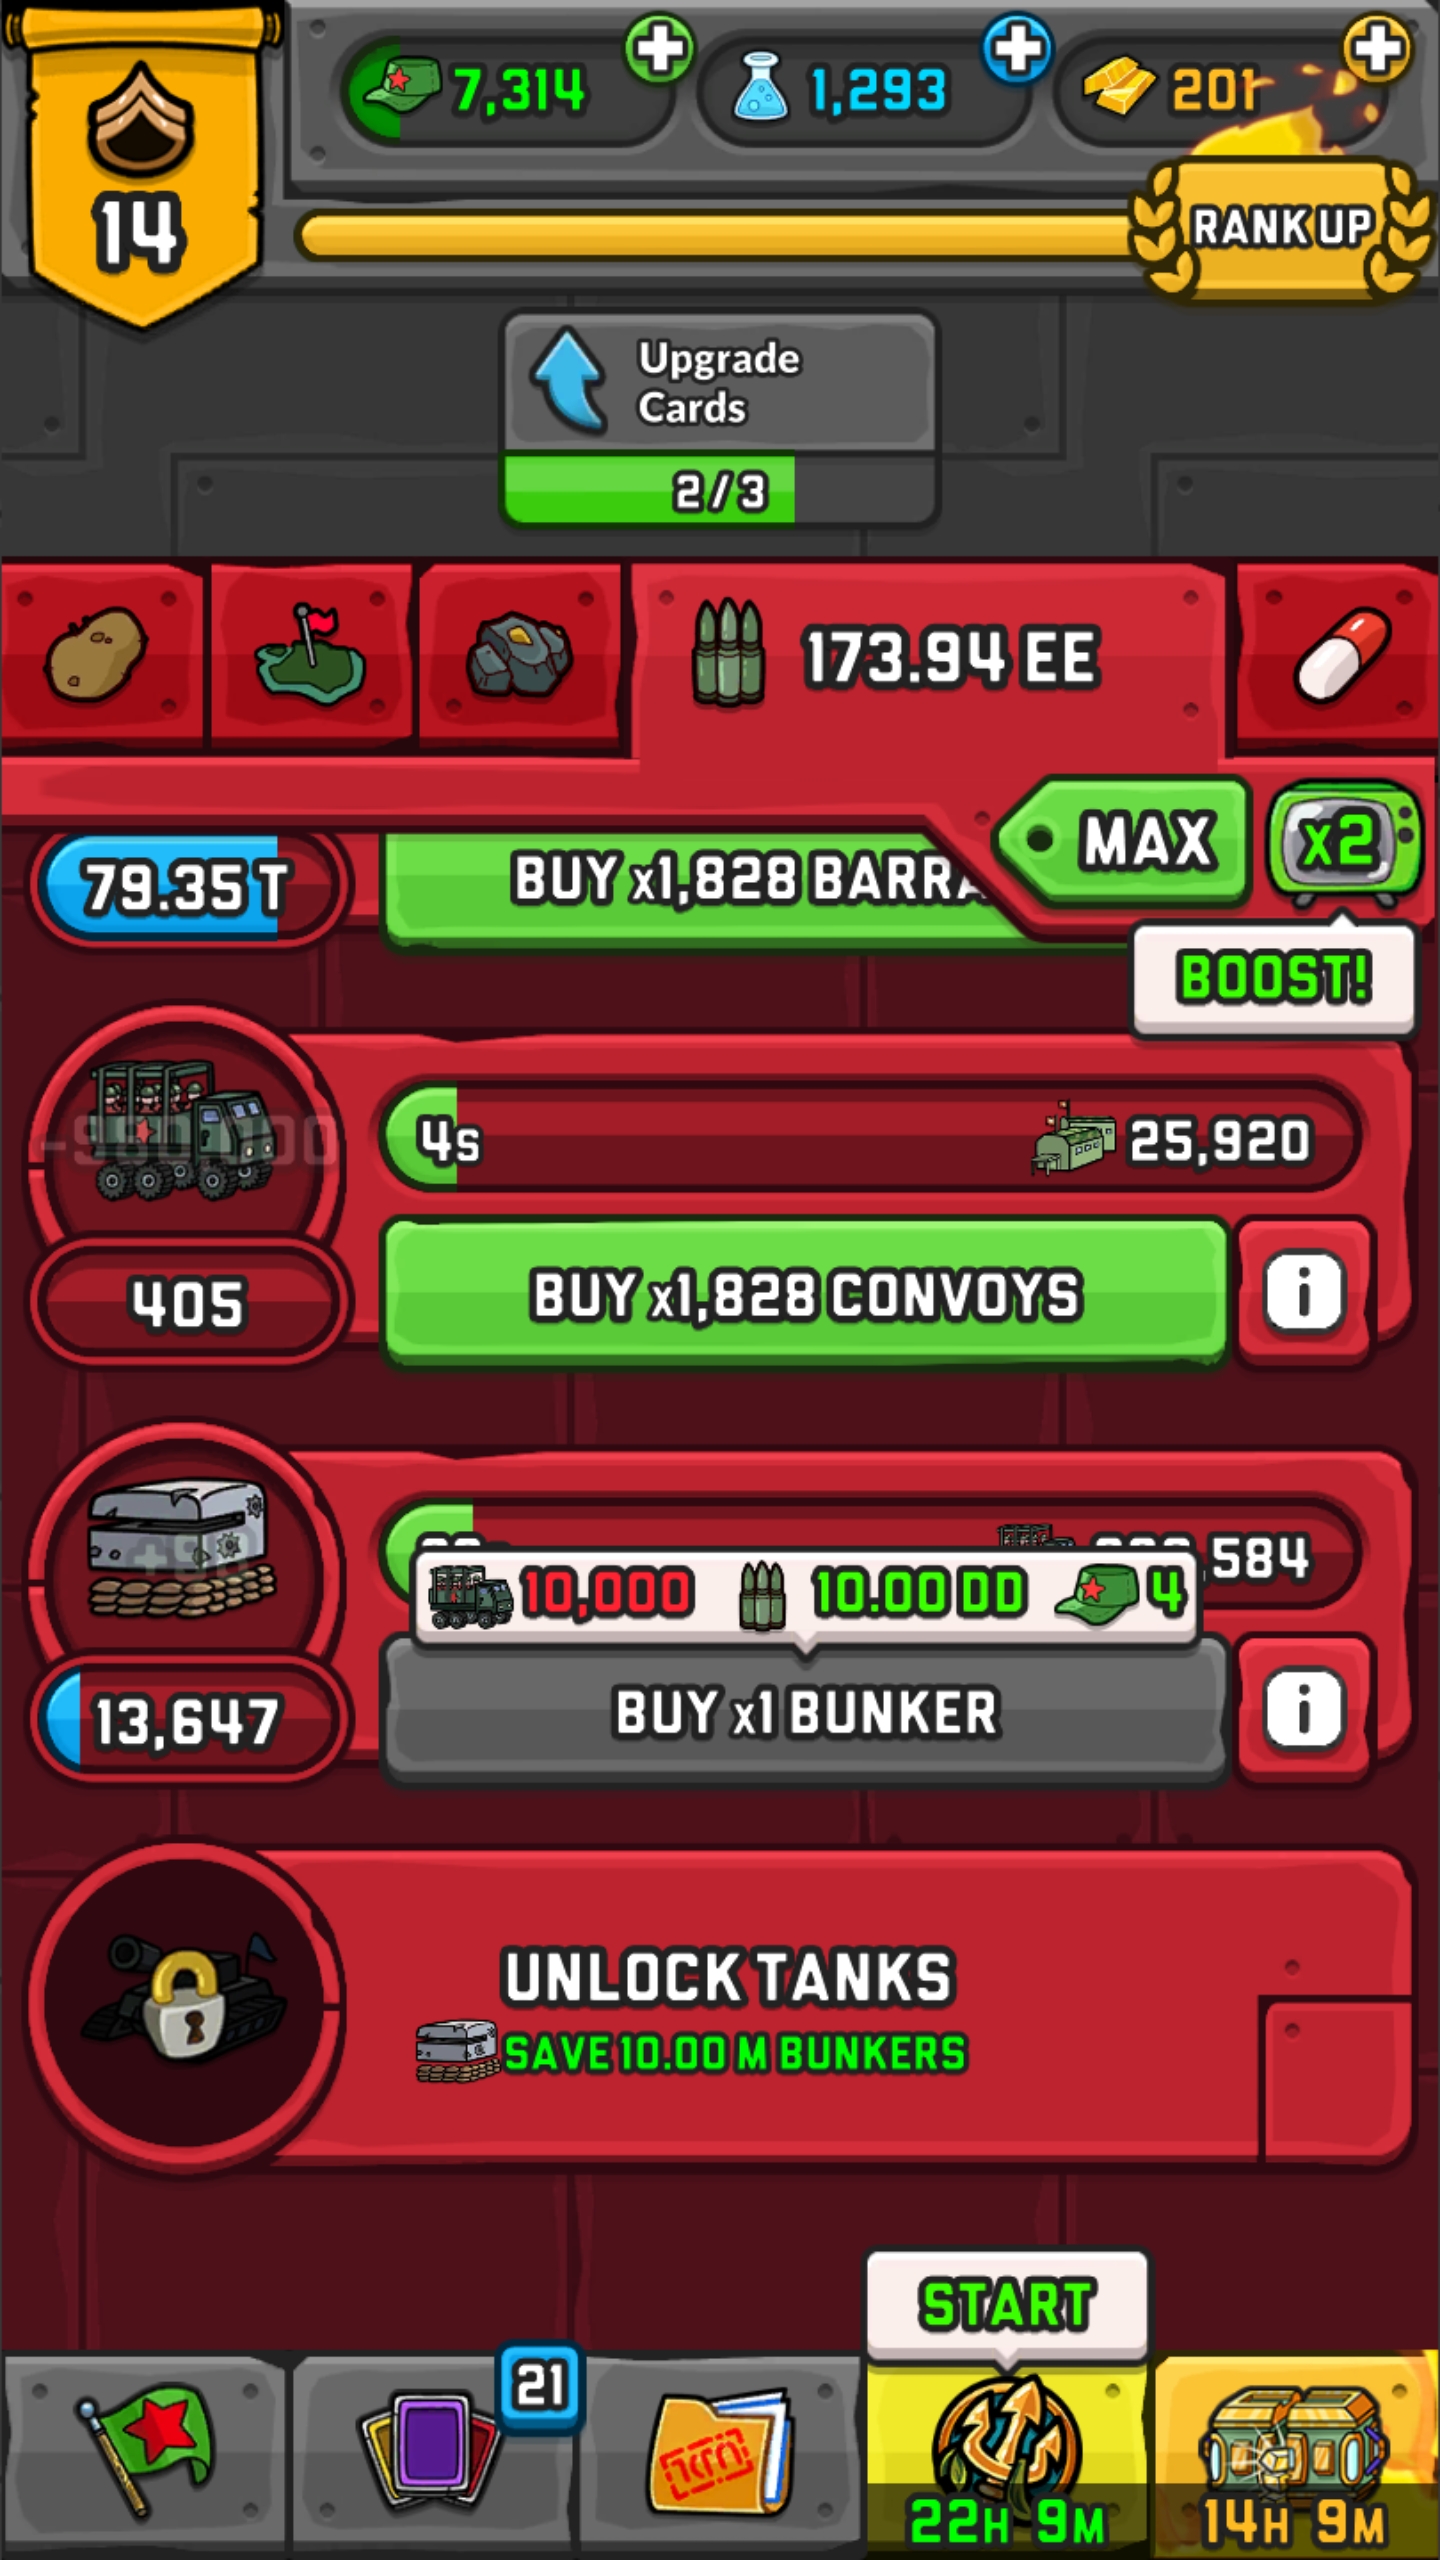 7,314
1,293
201
14
RANK UP
Upgrade
Cards
2/3
173.94 EE
MAX
x2
79.35 T
BUY x1,828 BARRA
BOOST!
4s
25,920
405
BUY x1,828 CONVOYS
i
,584
10,000
10.00 DD
4
13,647
BUY x1 BUNKER
i
UNLOCK TANKS
SAVE 10.00 M BUNKERS
START
21
22H 9M
14H 9M